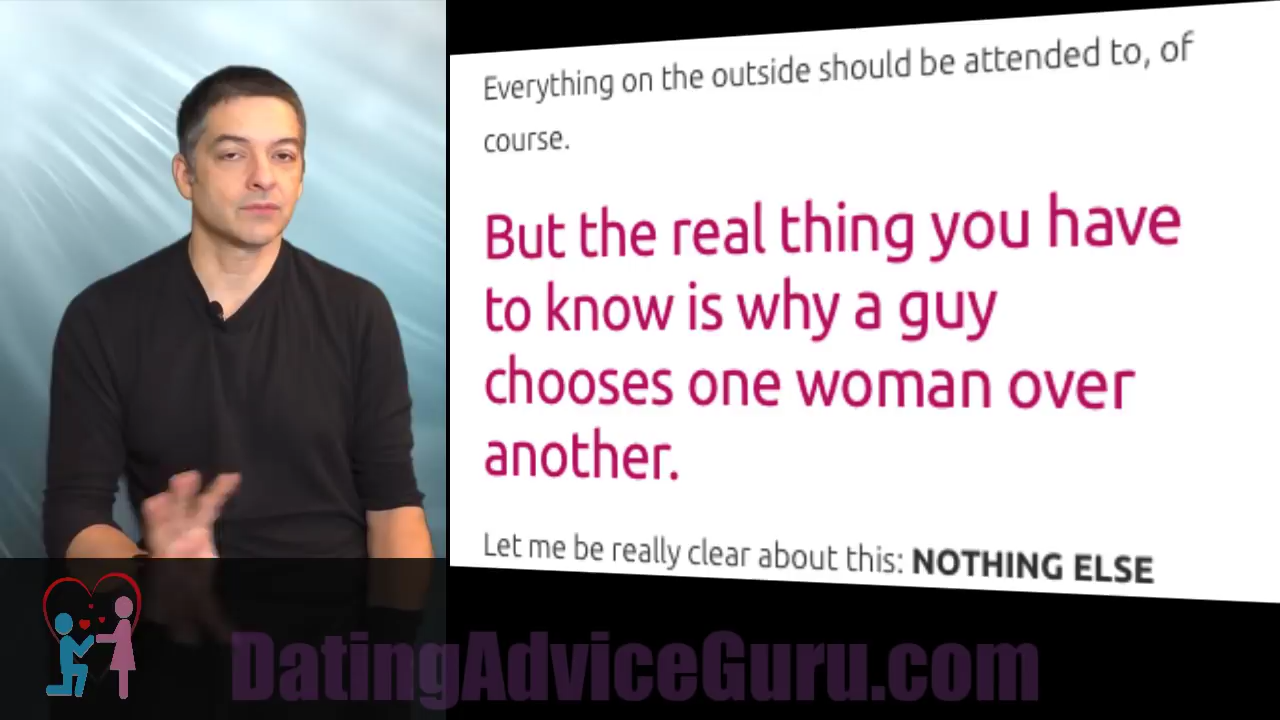 Everything on the outside should be attended to, of
course.
But the real thing you have
to know is why a guy
chooses one woman over
another.
Let me be really clear about this: NOTHING ELSE
DatingAdviceGuru.com